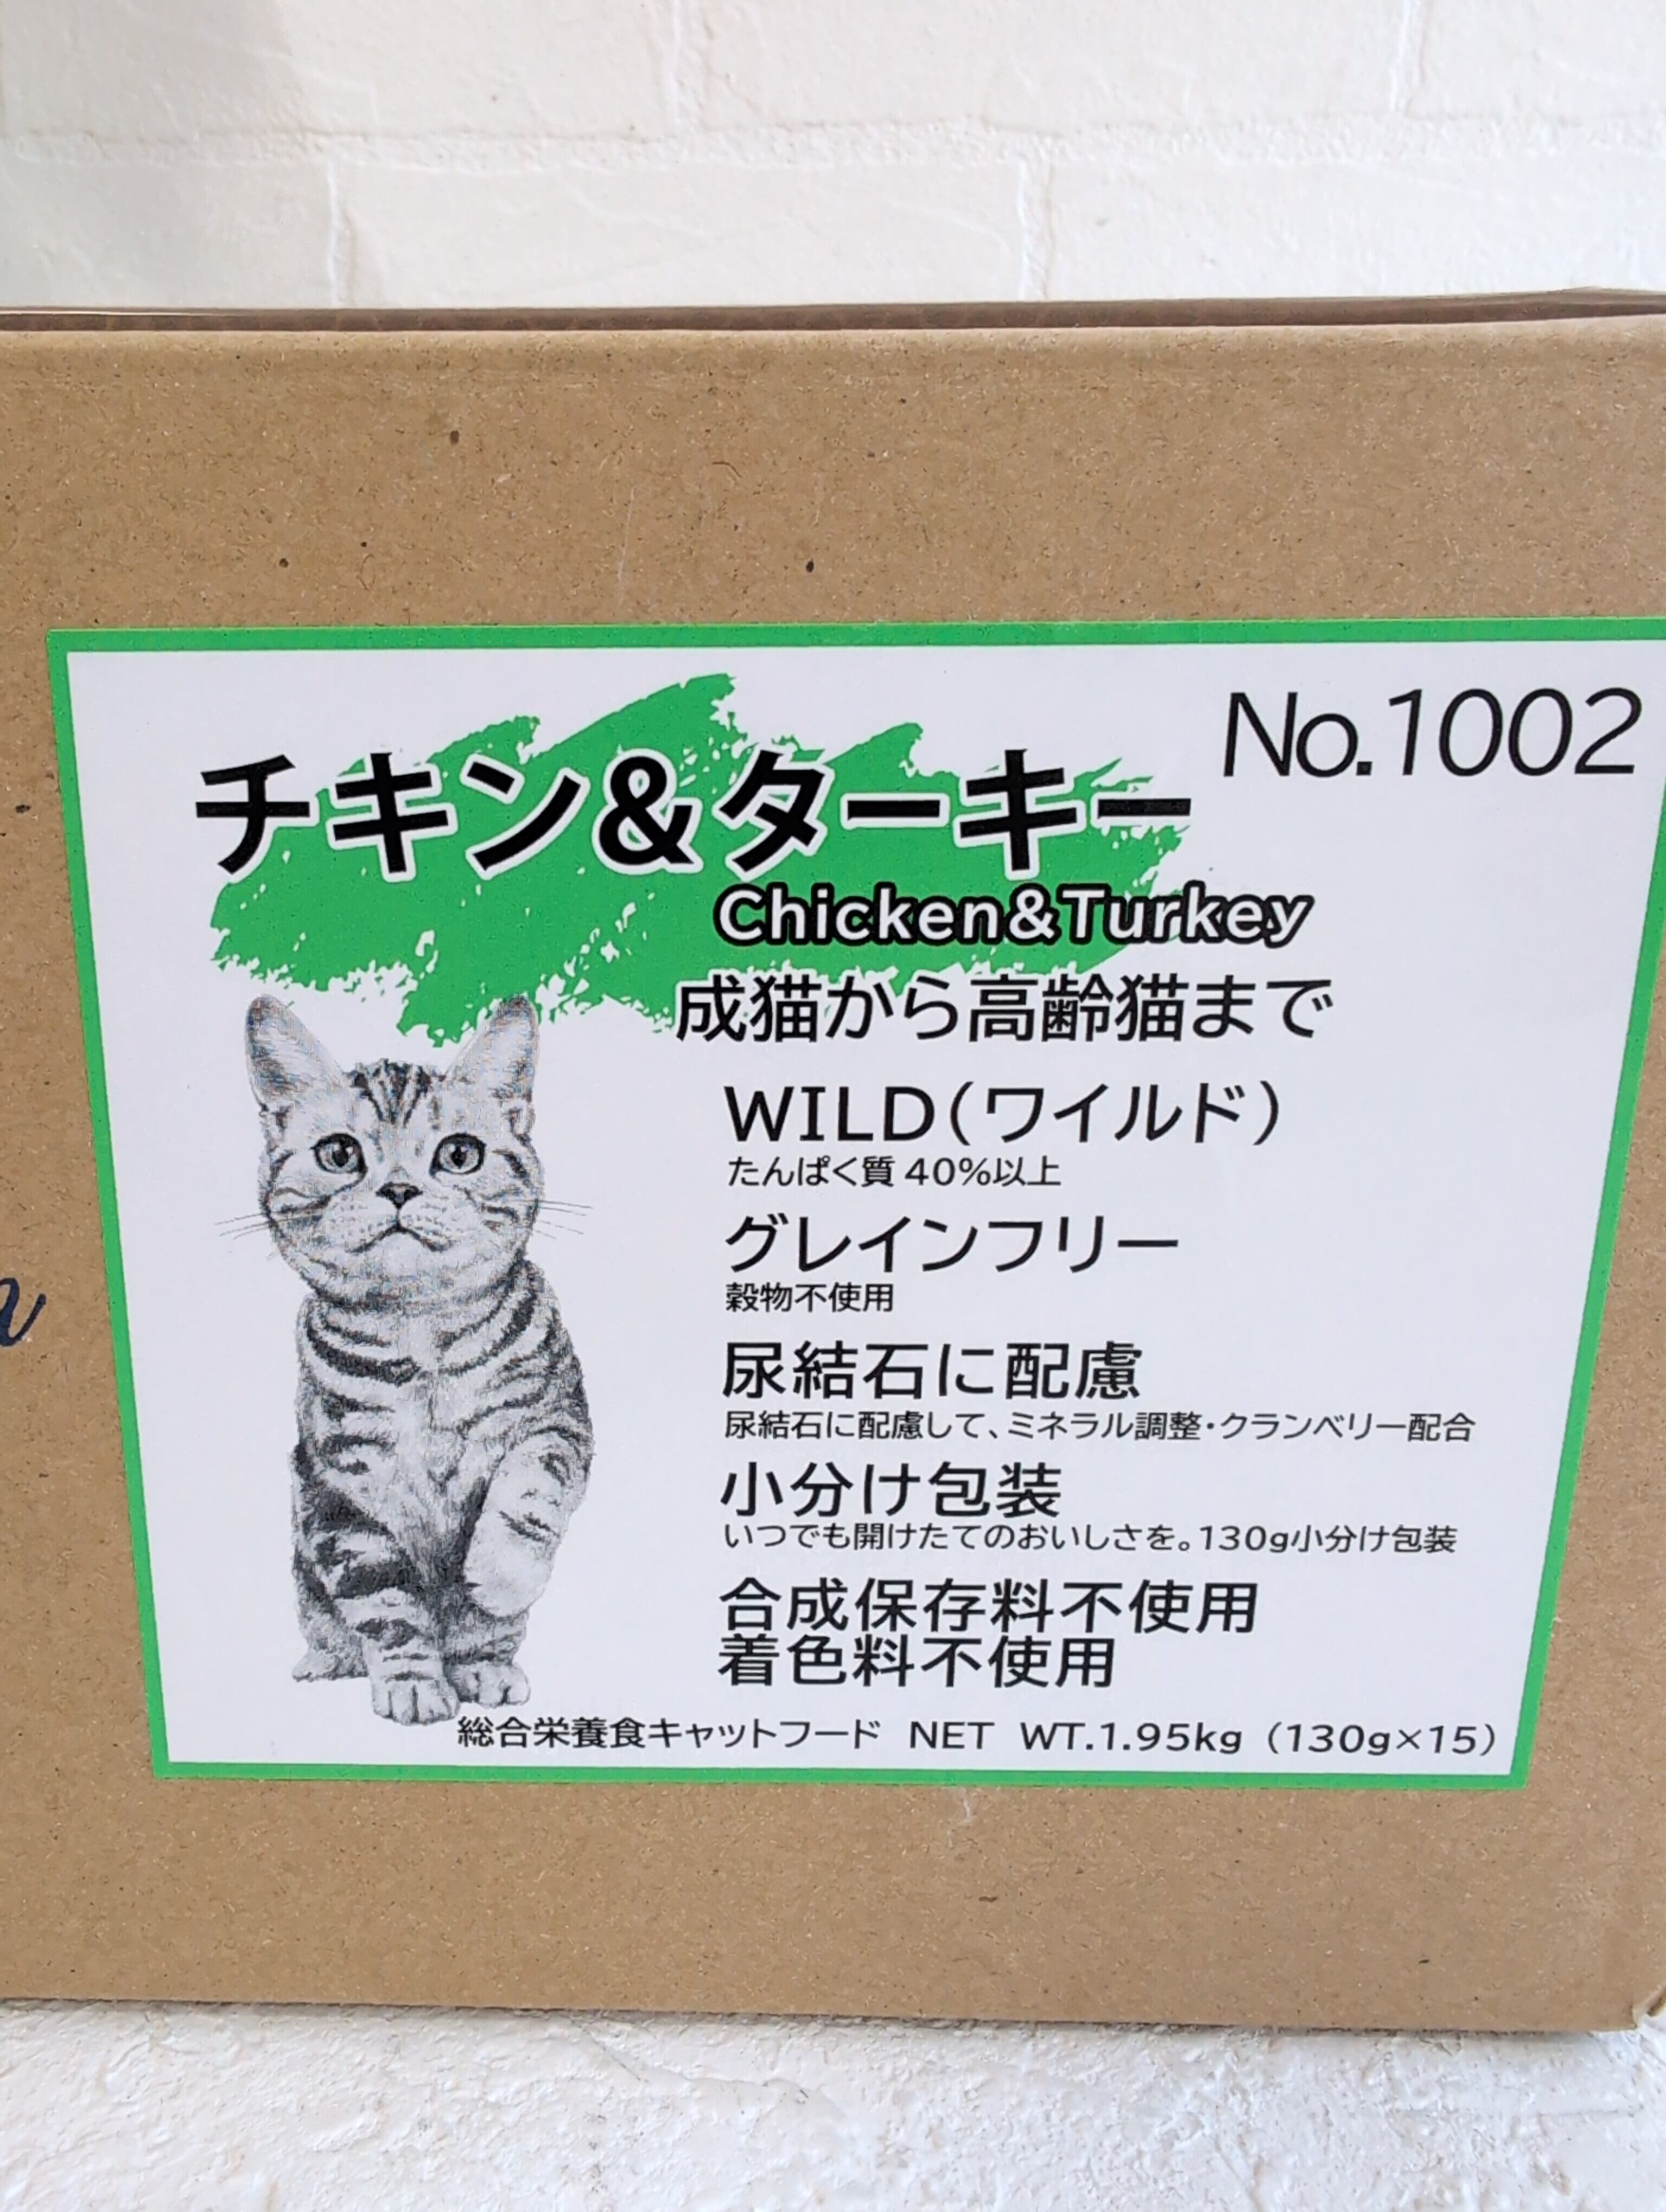 No.1002
チキン&ターキー
Chicken&Turkey
成猫から高齢猫まで
WILD(ワイルド)
たんぱく質 40%以上
グレインフリー
穀物不使用
尿結石に配慮
尿結石に配慮して、ミネラル調整・クランベリー配合
小分け包装
いつでも開けたてのおいしさを。130g小分け包装
合成保存料不使用
着色料不使用
総合栄養食キャットフード NET WT.1.95kg (130g×15)